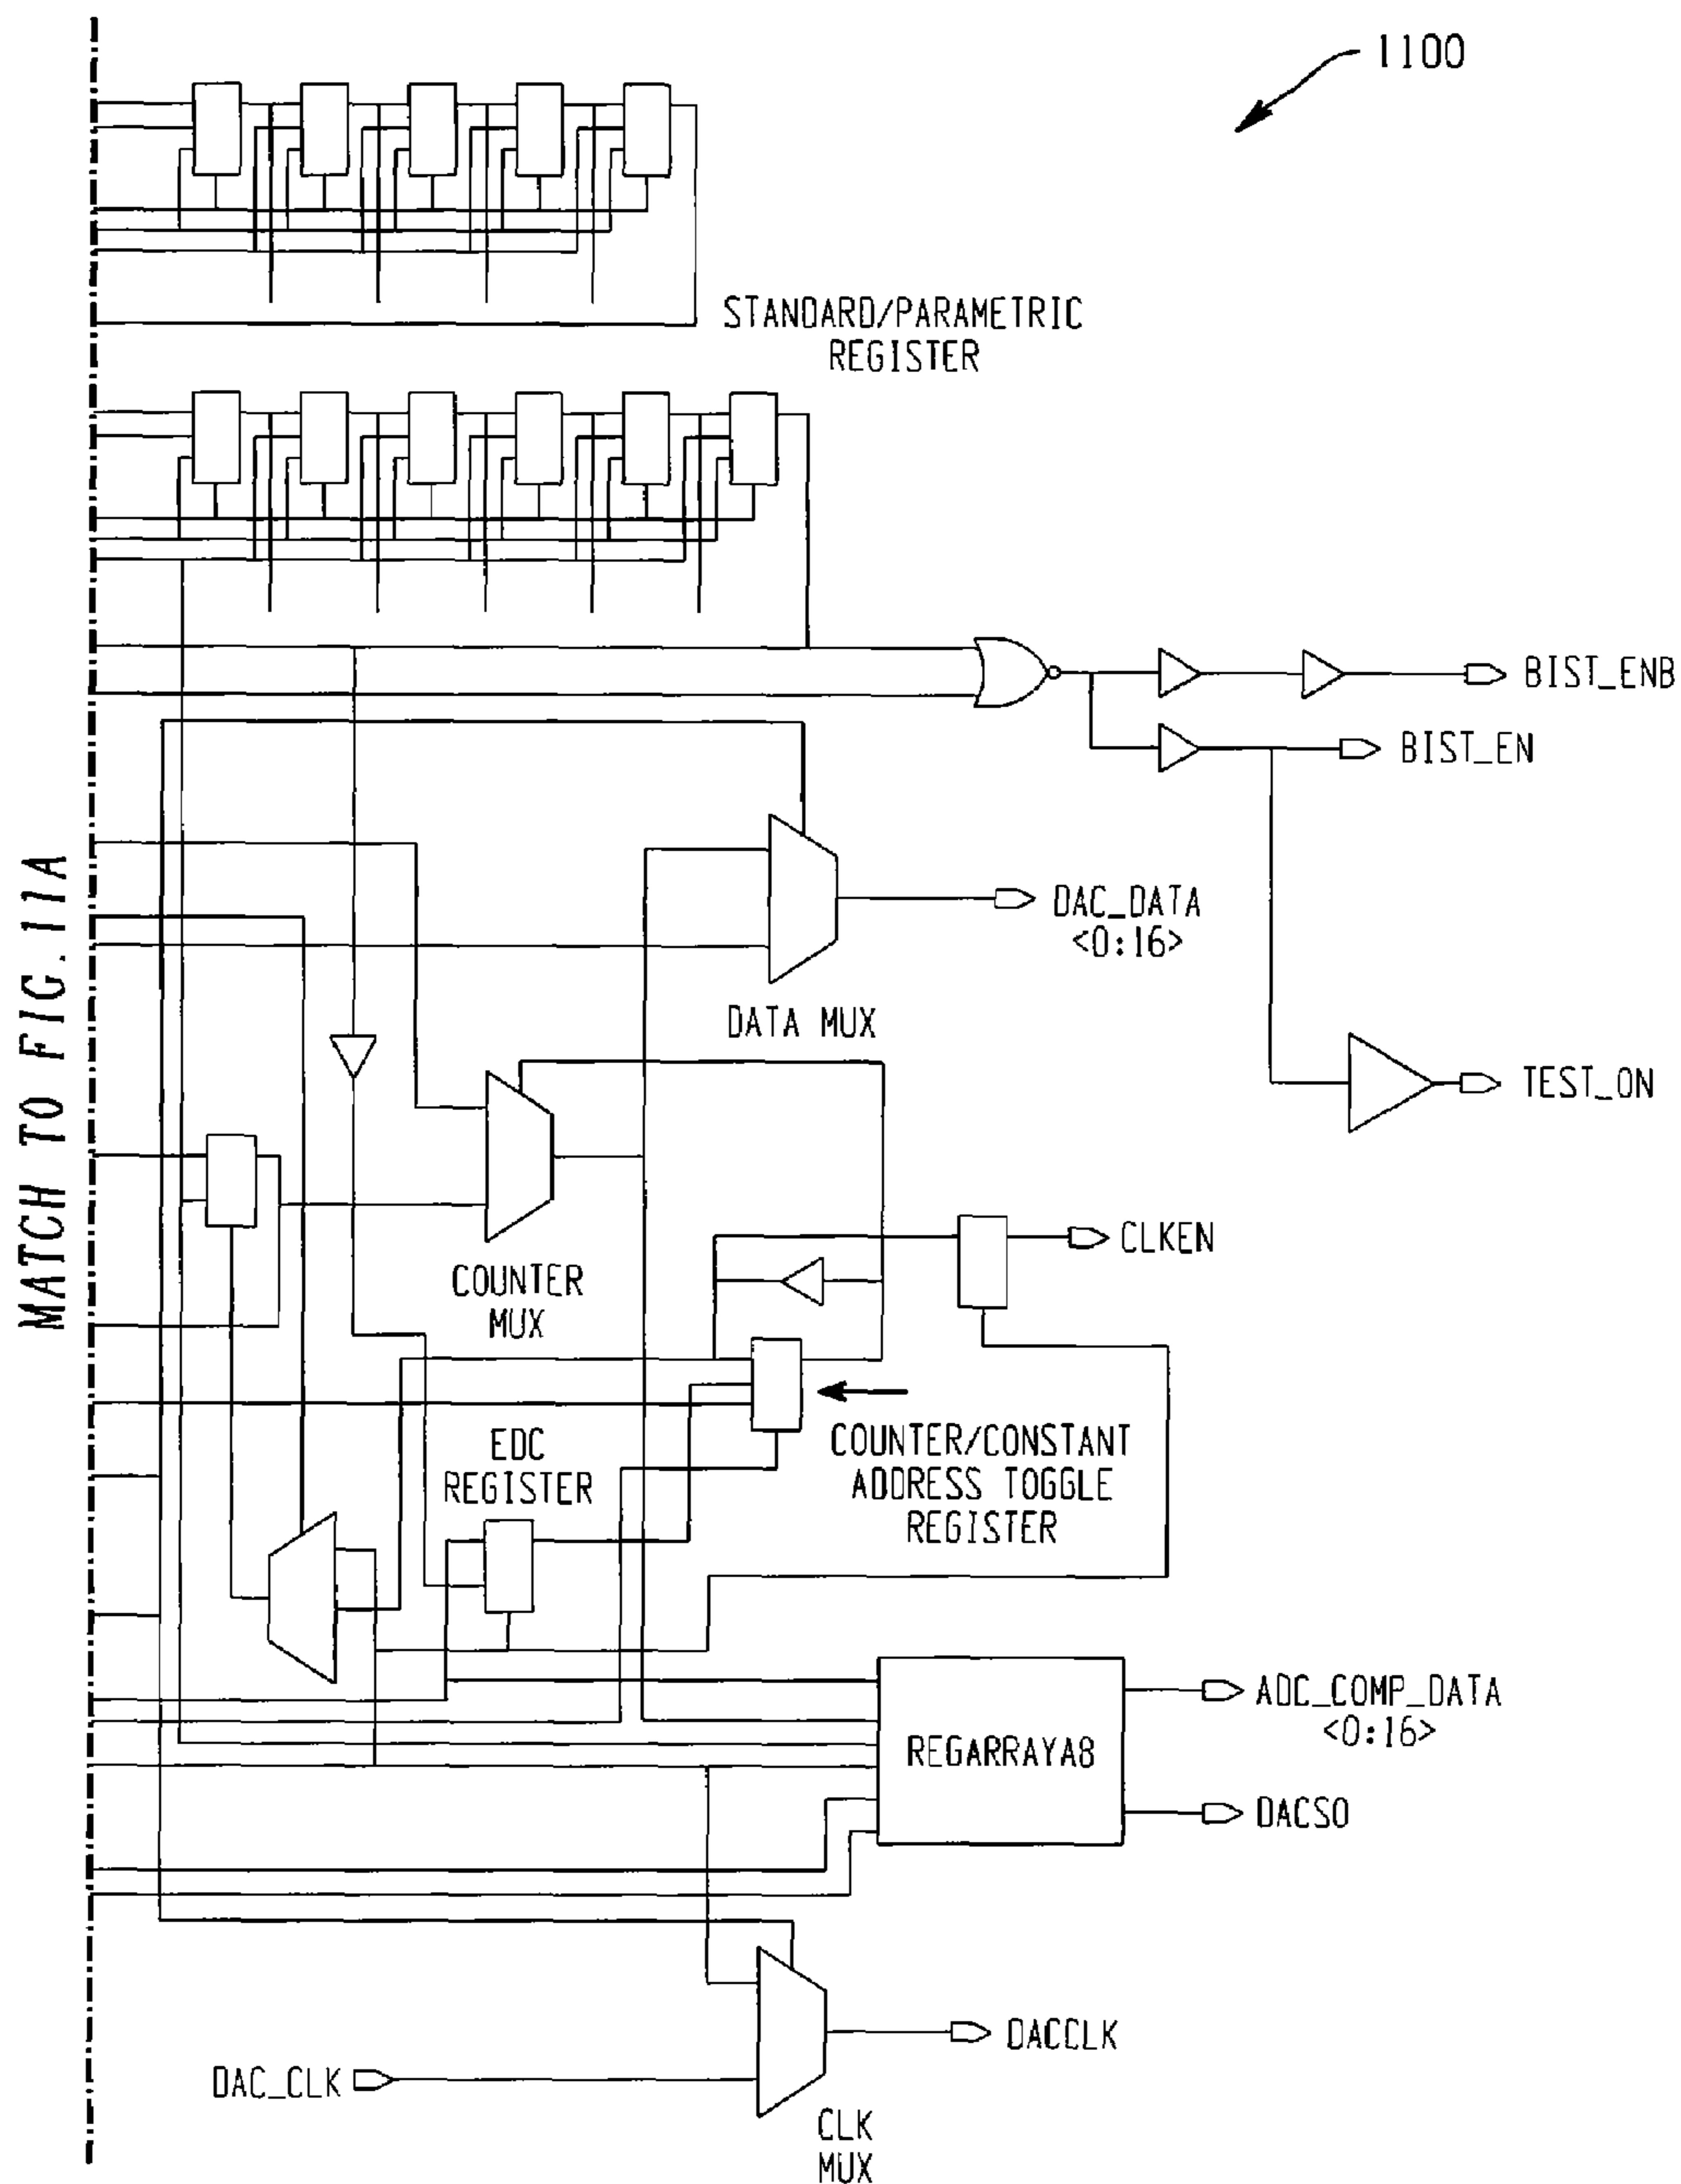 1100
STANDARD/PARAMETRIC
REGISTER
BIST_ENB
BIST_EN
MATCH TO FIG.11A
DAC_DATA
<0:16>
DATA MUX
TEST_ON
CLKEN
COUNTER
MUX
COUNTER/CONSTANT
ADDRESS TOGGLE
REGISTER
EDC
REGISTER
REGARRAYA8
ADC_COMP_DATA
<0:16>
DACSO
DACCLK
DAC_CLK
CLK
MUX